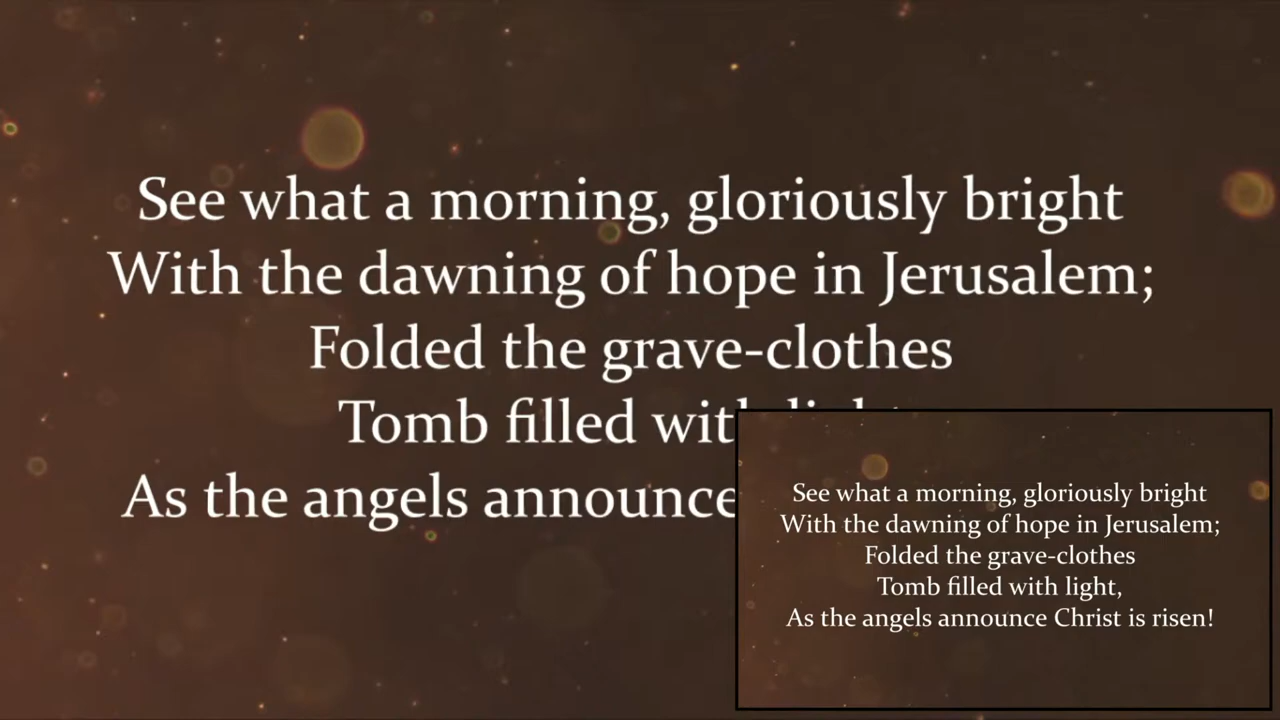 See what a morning, gloriously bright
With the dawning of hope in Jerusalem;
Folded the grave-clothes
Tomb filled with light
As the angels announce
See what a morning, gloriously bright
With the dawning of hope in Jerusalem;
Folded the grave-clothes
Tomb filled with light,
As the angels announce Christ is risen!